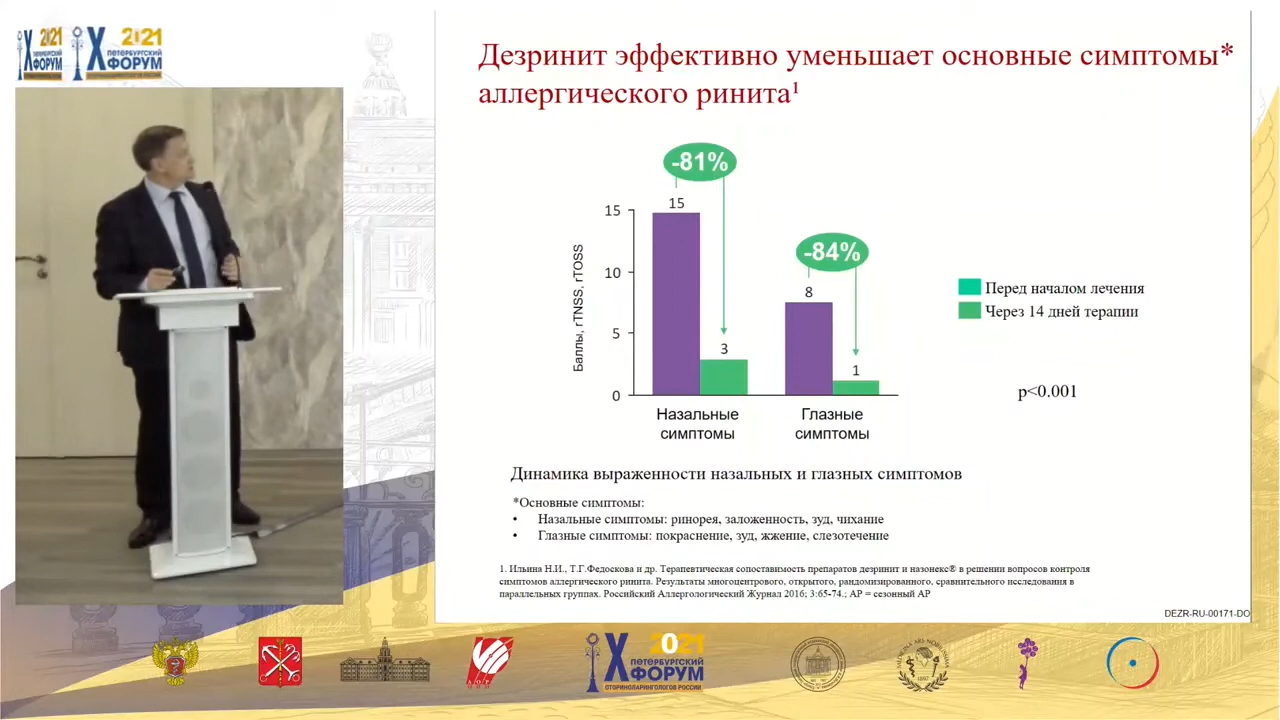 2021
X
ПЕТЕРБУРГСКИЙ
ФОРУМ
2021
X
ПЕТЕРБУРГСКИЙ
ФОРУМ
ОТОРИНОЛАРИНГОЛОГОВ РОССИИ
Дезринит эффективно уменьшает основные симптомы*
аллергического ринита¹
-81%
-84%
Баллы, rTNSS, rTOSS
15
10
5
0
15
3
8
1
Назальные
симптомы
Глазные
симптомы
Перед началом лечения
Через 14 дней терапии
p<0.001
Динамика выраженности назальных и глазных симптомов
*Основные симптомы:
• Назальные симптомы: ринорея, заложенность, зуд, чихание
• Глазные симптомы: покраснение, зуд, жжение, слезотечение
1. Ильина Н.И., Т.Г.Федоскова и др. Терапевтическая сопоставимость препаратов дезринит и назонекс® в решении вопросов контроля
симптомов аллергического ринита. Результаты многоцентрового, открытого, рандомизированного, сравнительного исследования в
параллельных группах. Российский Аллергологический Журнал 2016; 3:65-74.; АР = сезонный АР
DEZR-RU-00171-DO
X
2021
ПЕТЕРБУРГСКИЙ
ФОРУМ
ОТОРИНОЛАРИНГОЛОГОВ РОССИИ